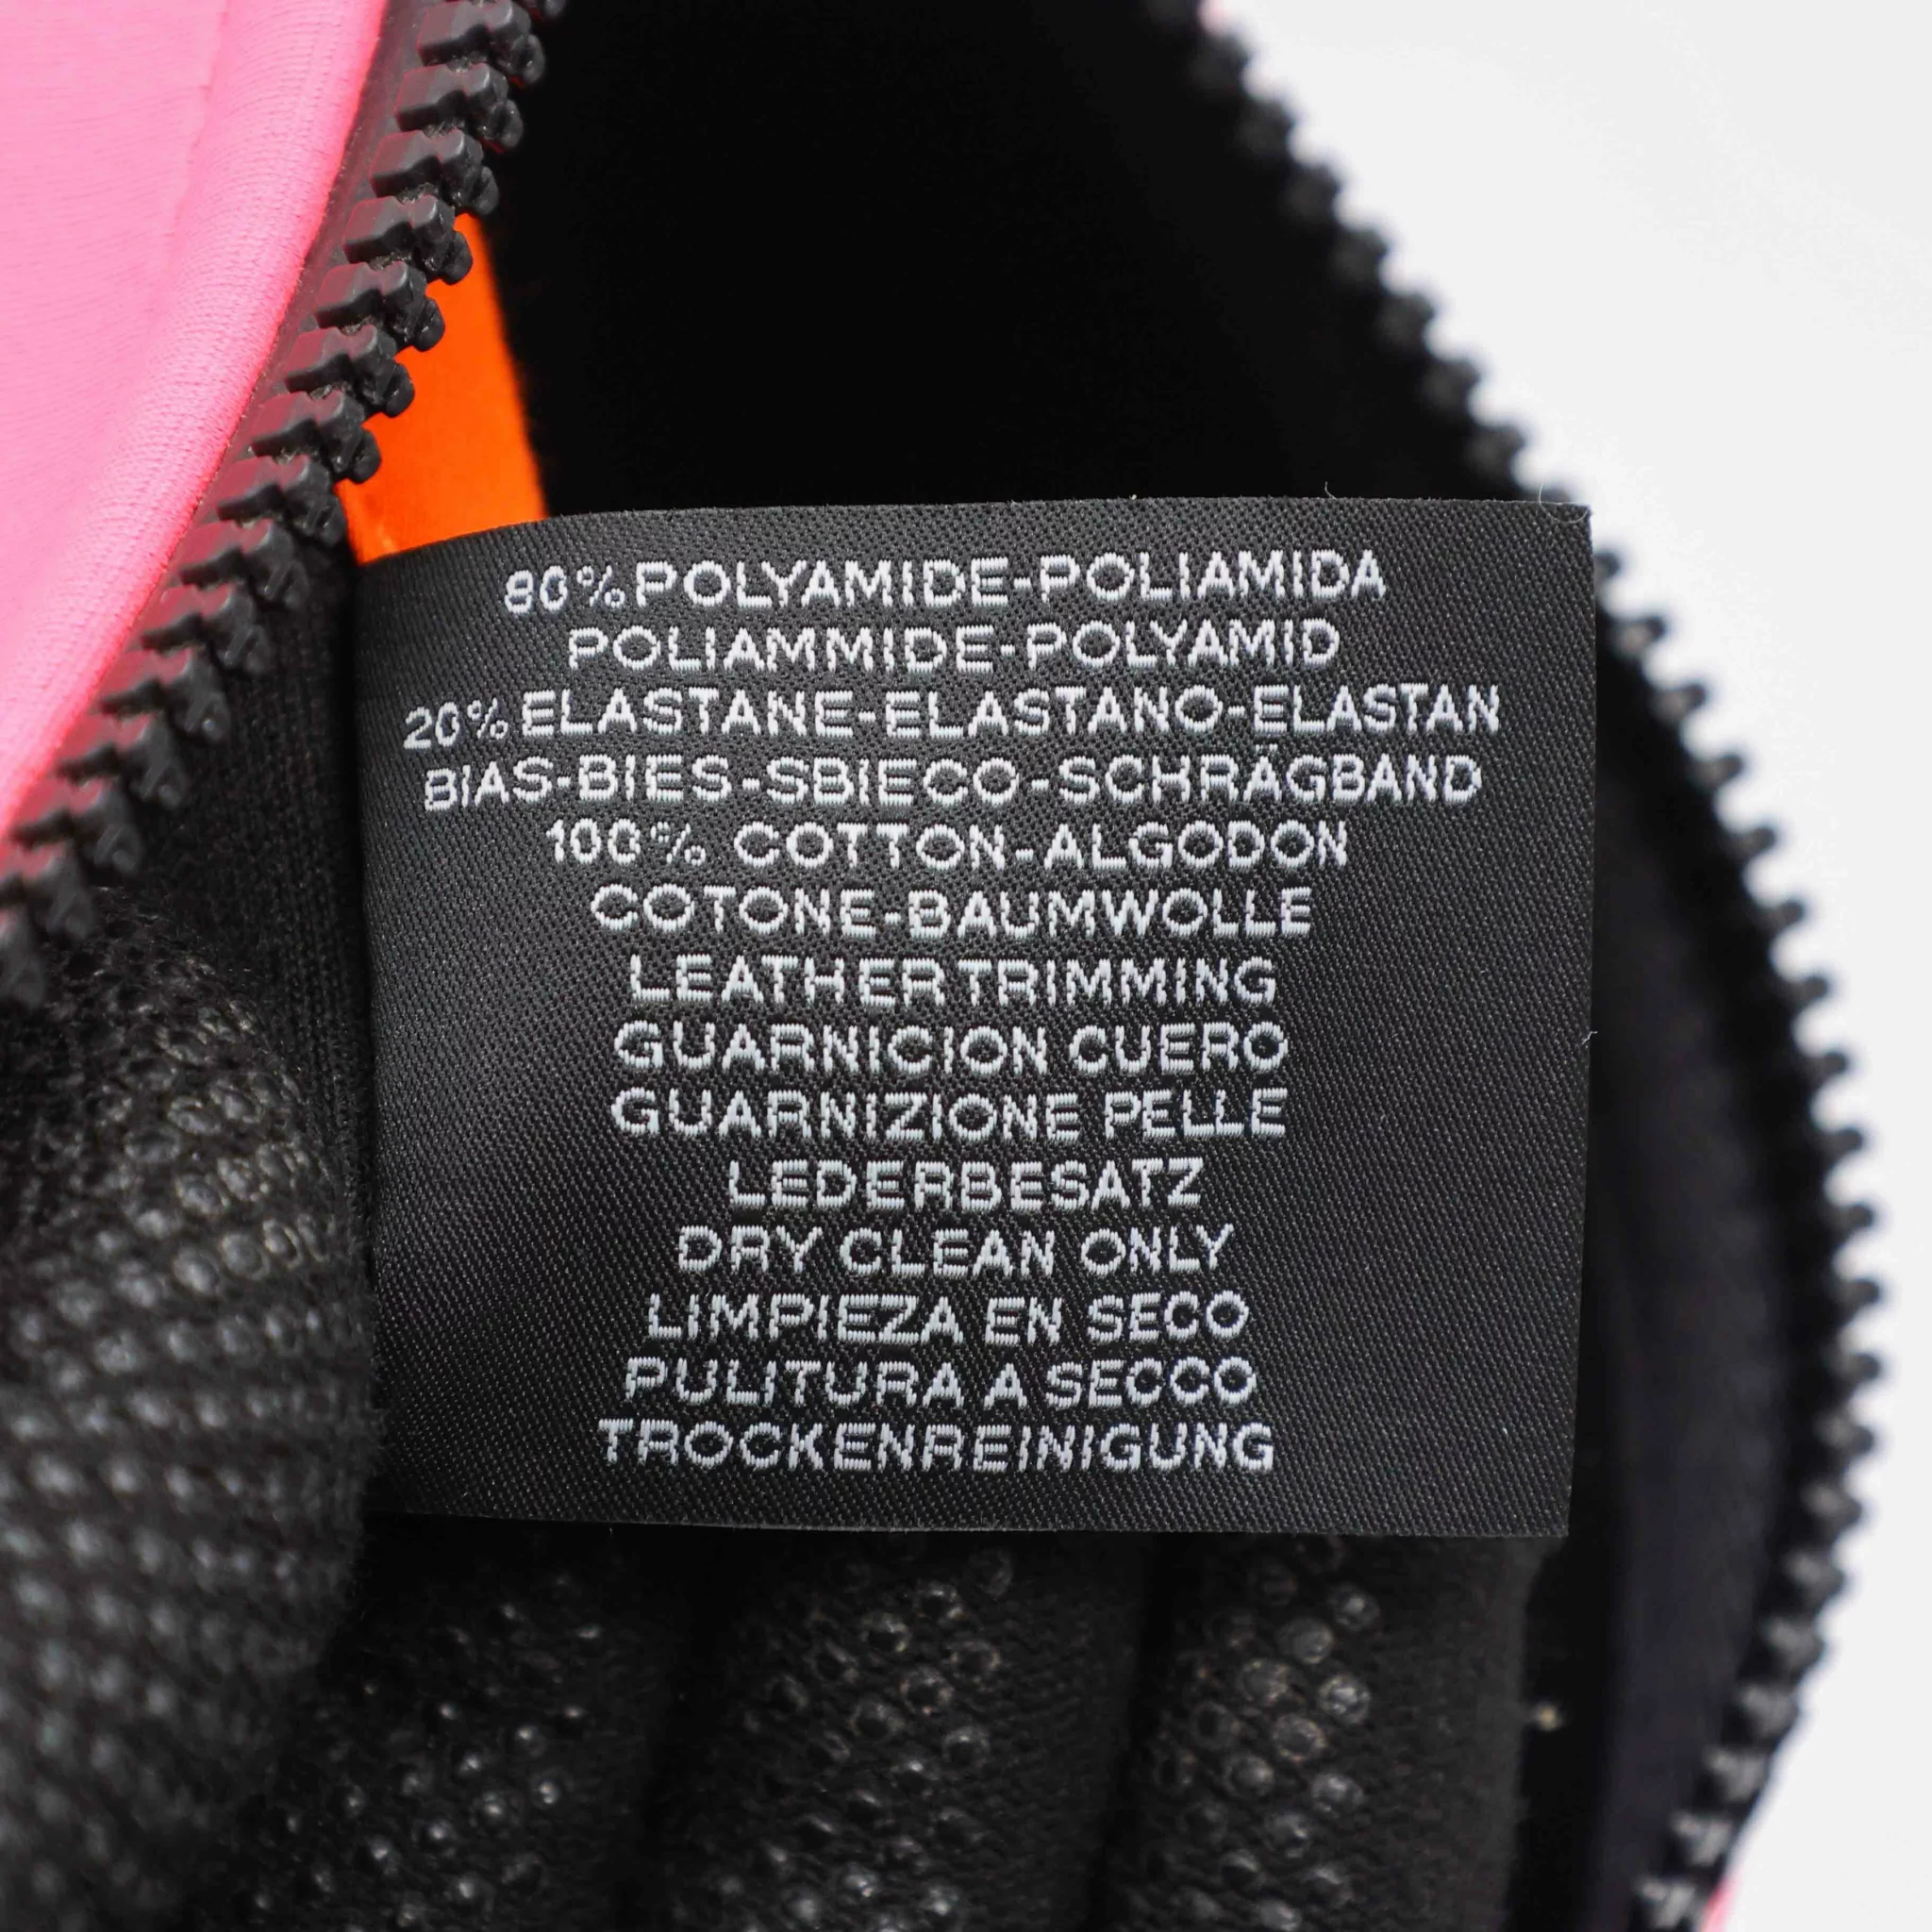 80% POLYAMIDE-POLIAMIDA
POLIAMMIDE-POLYAMID
20% ELASTANE-ELASTANO-ELASTAN
BIAS-BIES-SBIECO-SCHRÄGBAND
100% COTTON-ALGODON
COTONE-BAUMWOLLE
LEATHER TRIMMING
GUARNICION CUERO
GUARNIZIONE PELLE
LEDERBESATZ
DRY CLEAN ONLY
LIMPIEZA EN SECO
PULITURA A SECCO
TROCKENREINIGUNG